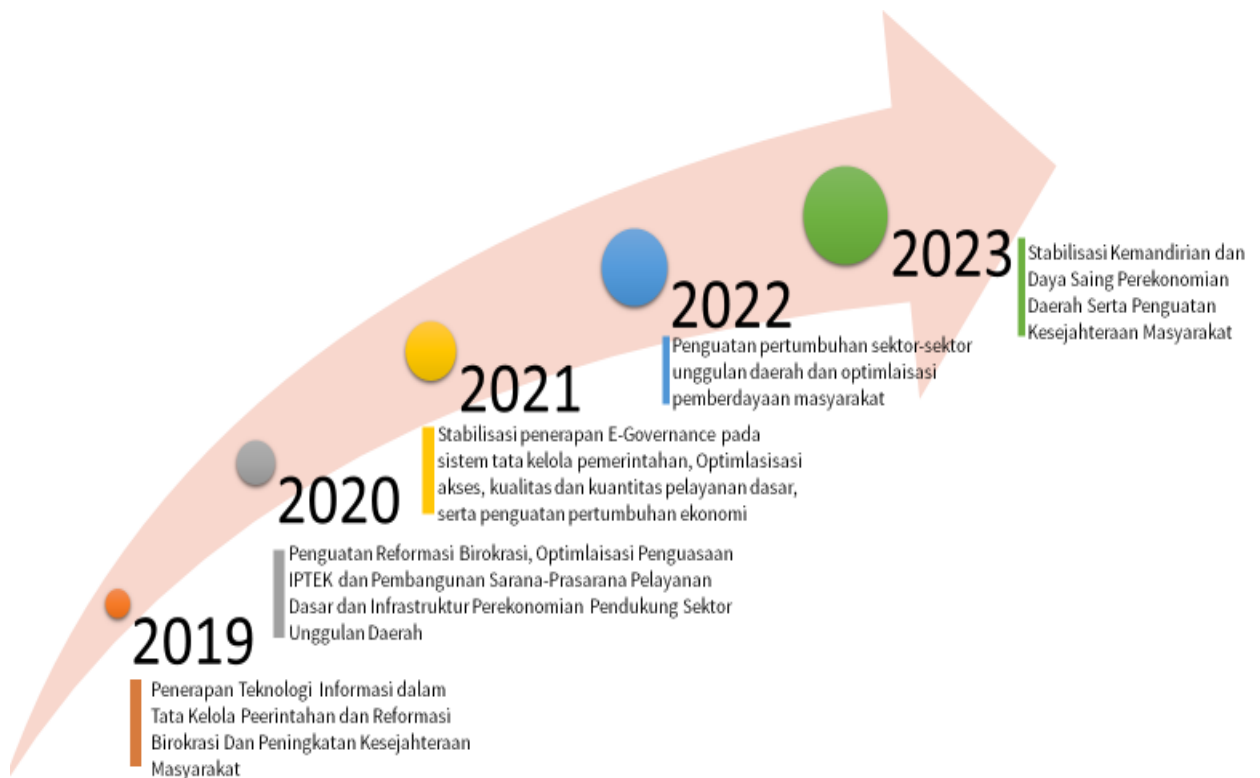 2019
Penerapan Teknologi Informasi dalam
Tata Kelola Peerintahan dan Reformasi
Birokrasi Dan Peningkatan Kesejahteraan
Masyarakat
2020
Penguatan Reformasi Birokrasi, Optimlaisasi Penguasaan
IPTEK dan Pembangunan Sarana-Prasarana Pelayanan
Dasar dan Infrastruktur Perekonomian Pendukung Sektor
Unggulan Daerah
2021
Stabilisasi penerapan E-Governance pada
sistem tata kelola pemerintahan, Optimlasisasi
akses, kualitas dan kuantitas pelayanan dasar,
serta penguatan pertumbuhan ekonomi
2022
Penguatan pertumbuhan sektor-sektor
unggulan daerah dan optimlaisasi
pemberdayaan masyarakat
2023
Stabilisasi Kemandirian dan
Daya Saing Perekonomian
Daerah Serta Penguatan
Kesejahteraan Masyarakat